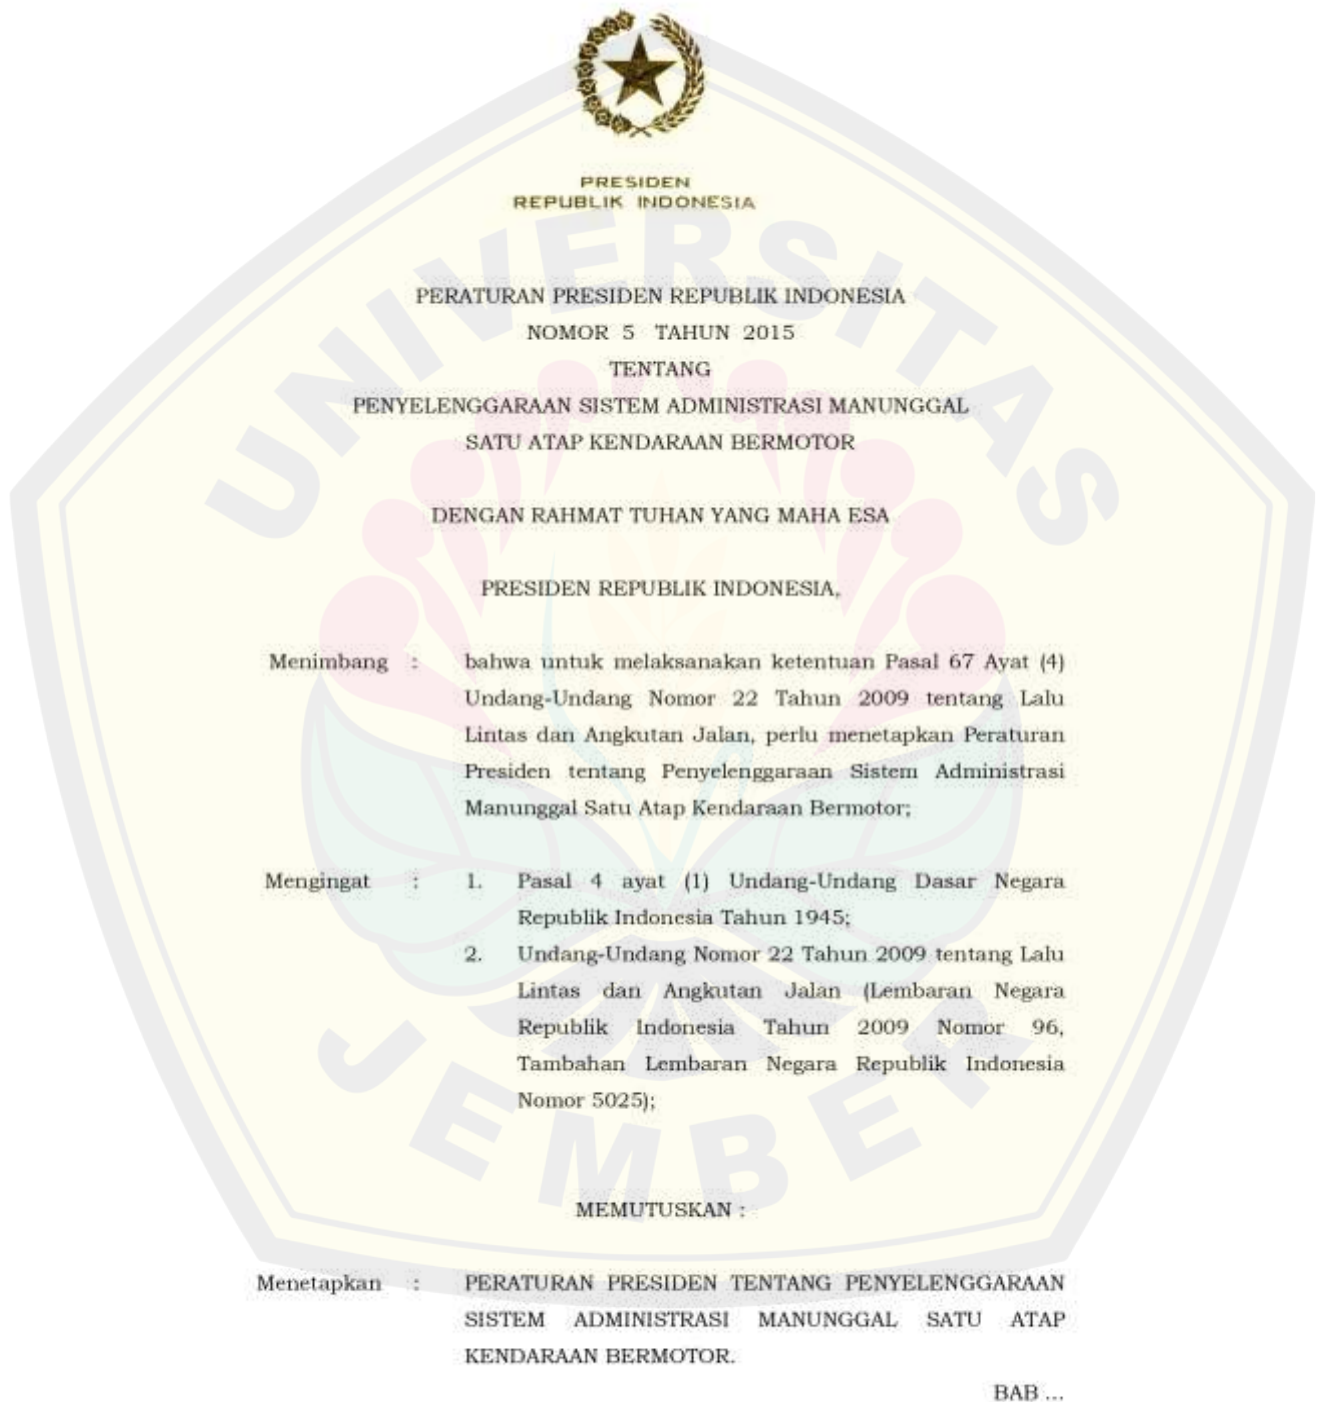 PRESIDEN
REPUBLIK INDONESIA
PERATURAN PRESIDEN REPUBLIK INDONESIA
NOMOR 5 TAHUN 2015
TENTANG
PENYELENGGARAAN SISTEM ADMINISTRASI MANUNGGAL
SATU ATAP KENDARAAN BERMOTOR
DENGAN RAHMAT TUHAN YANG MAHA ESA
PRESIDEN REPUBLIK INDONESIA,
Menimbang : bahwa untuk melaksanakan ketentuan Pasal 67 Ayat (4)
Undang-Undang Nomor 22 Tahun 2009 tentang Lalu
Lintas dan Angkutan Jalan, perlu menetapkan Peraturan
Presiden tentang Penyelenggaraan Sistem Administrasi
Manunggal Satu Atap Kendaraan Bermotor;
Mengingat : 1. Pasal 4 ayat (1) Undang-Undang Dasar Negara
Republik Indonesia Tahun 1945;
2. Undang-Undang Nomor 22 Tahun 2009 tentang Lalu
Lintas dan Angkutan Jalan (Lembaran Negara
Republik Indonesia Tahun 2009 Nomor 96,
Tambahan Lembaran Negara Republik Indonesia
Nomor 5025);
MEMUTUSKAN :
Menetapkan : PERATURAN PRESIDEN TENTANG PENYELENGGARAAN
SISTEM ADMINISTRASI MANUNGGAL SATU ATAP
KENDARAAN BERMOTOR.
BAB ...
UNIVERSITAS
JEMBER